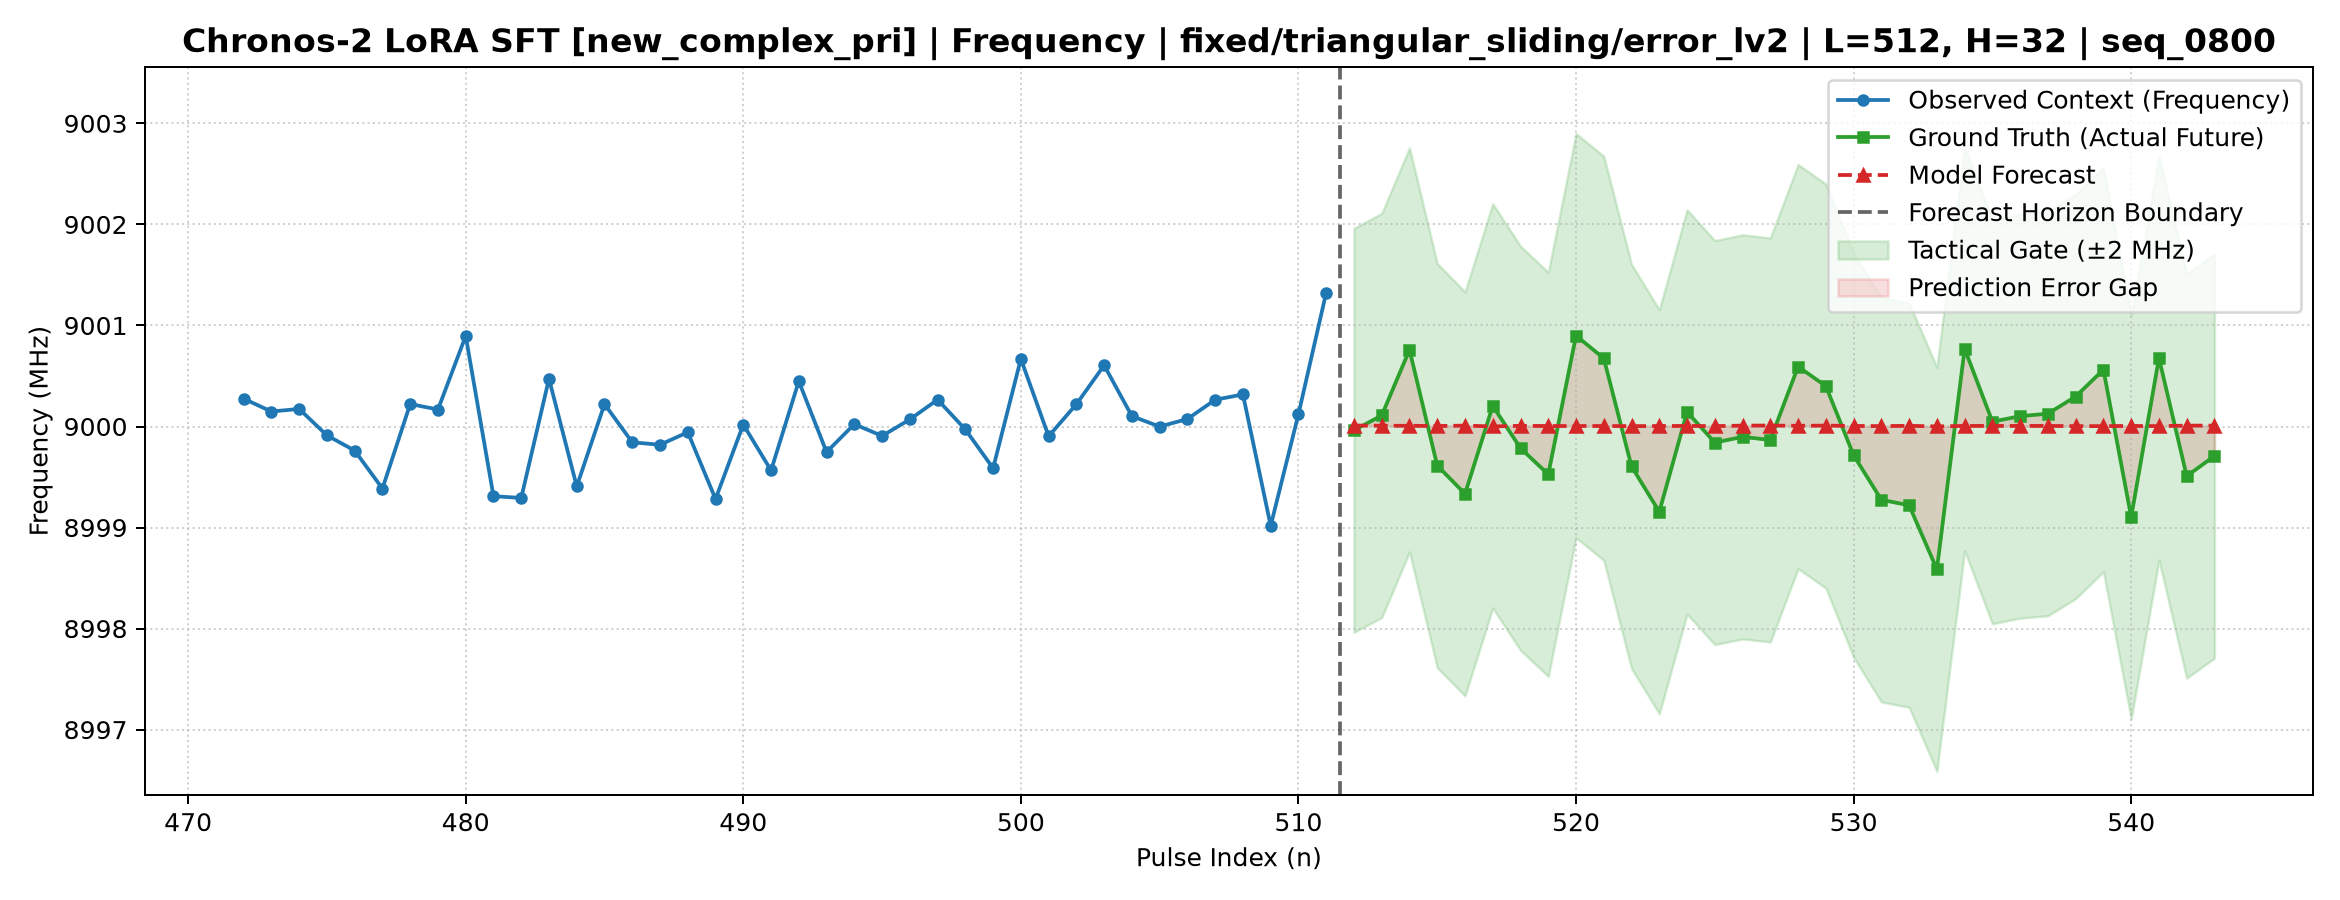 Chronos-2 LoRA SFT [new_complex_pri] | Frequency | fixed/triangular_sliding/error_lv2 | L=512, H=32 | seq_0800
Observed Context (Frequency)
Ground Truth (Actual Future)
Model Forecast
Forecast Horizon Boundary
Tactical Gate (±2 MHz)
Prediction Error Gap
Frequency (MHz)
9003
9002
9001
9000
8999
8998
8997
470 480 490 500 510 520 530 540
Pulse Index (n)